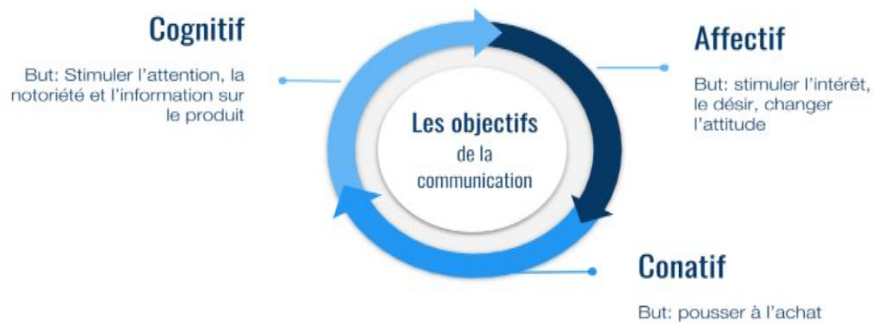 Cognitif
But: Stimuler l'attention, la
notoriété et l'information sur
le produit
Les objectifs
de la
communication
Affectif
But: stimuler l'intérêt,
le désir, changer
l'attitude
Conatif
But: pousser à l'achat